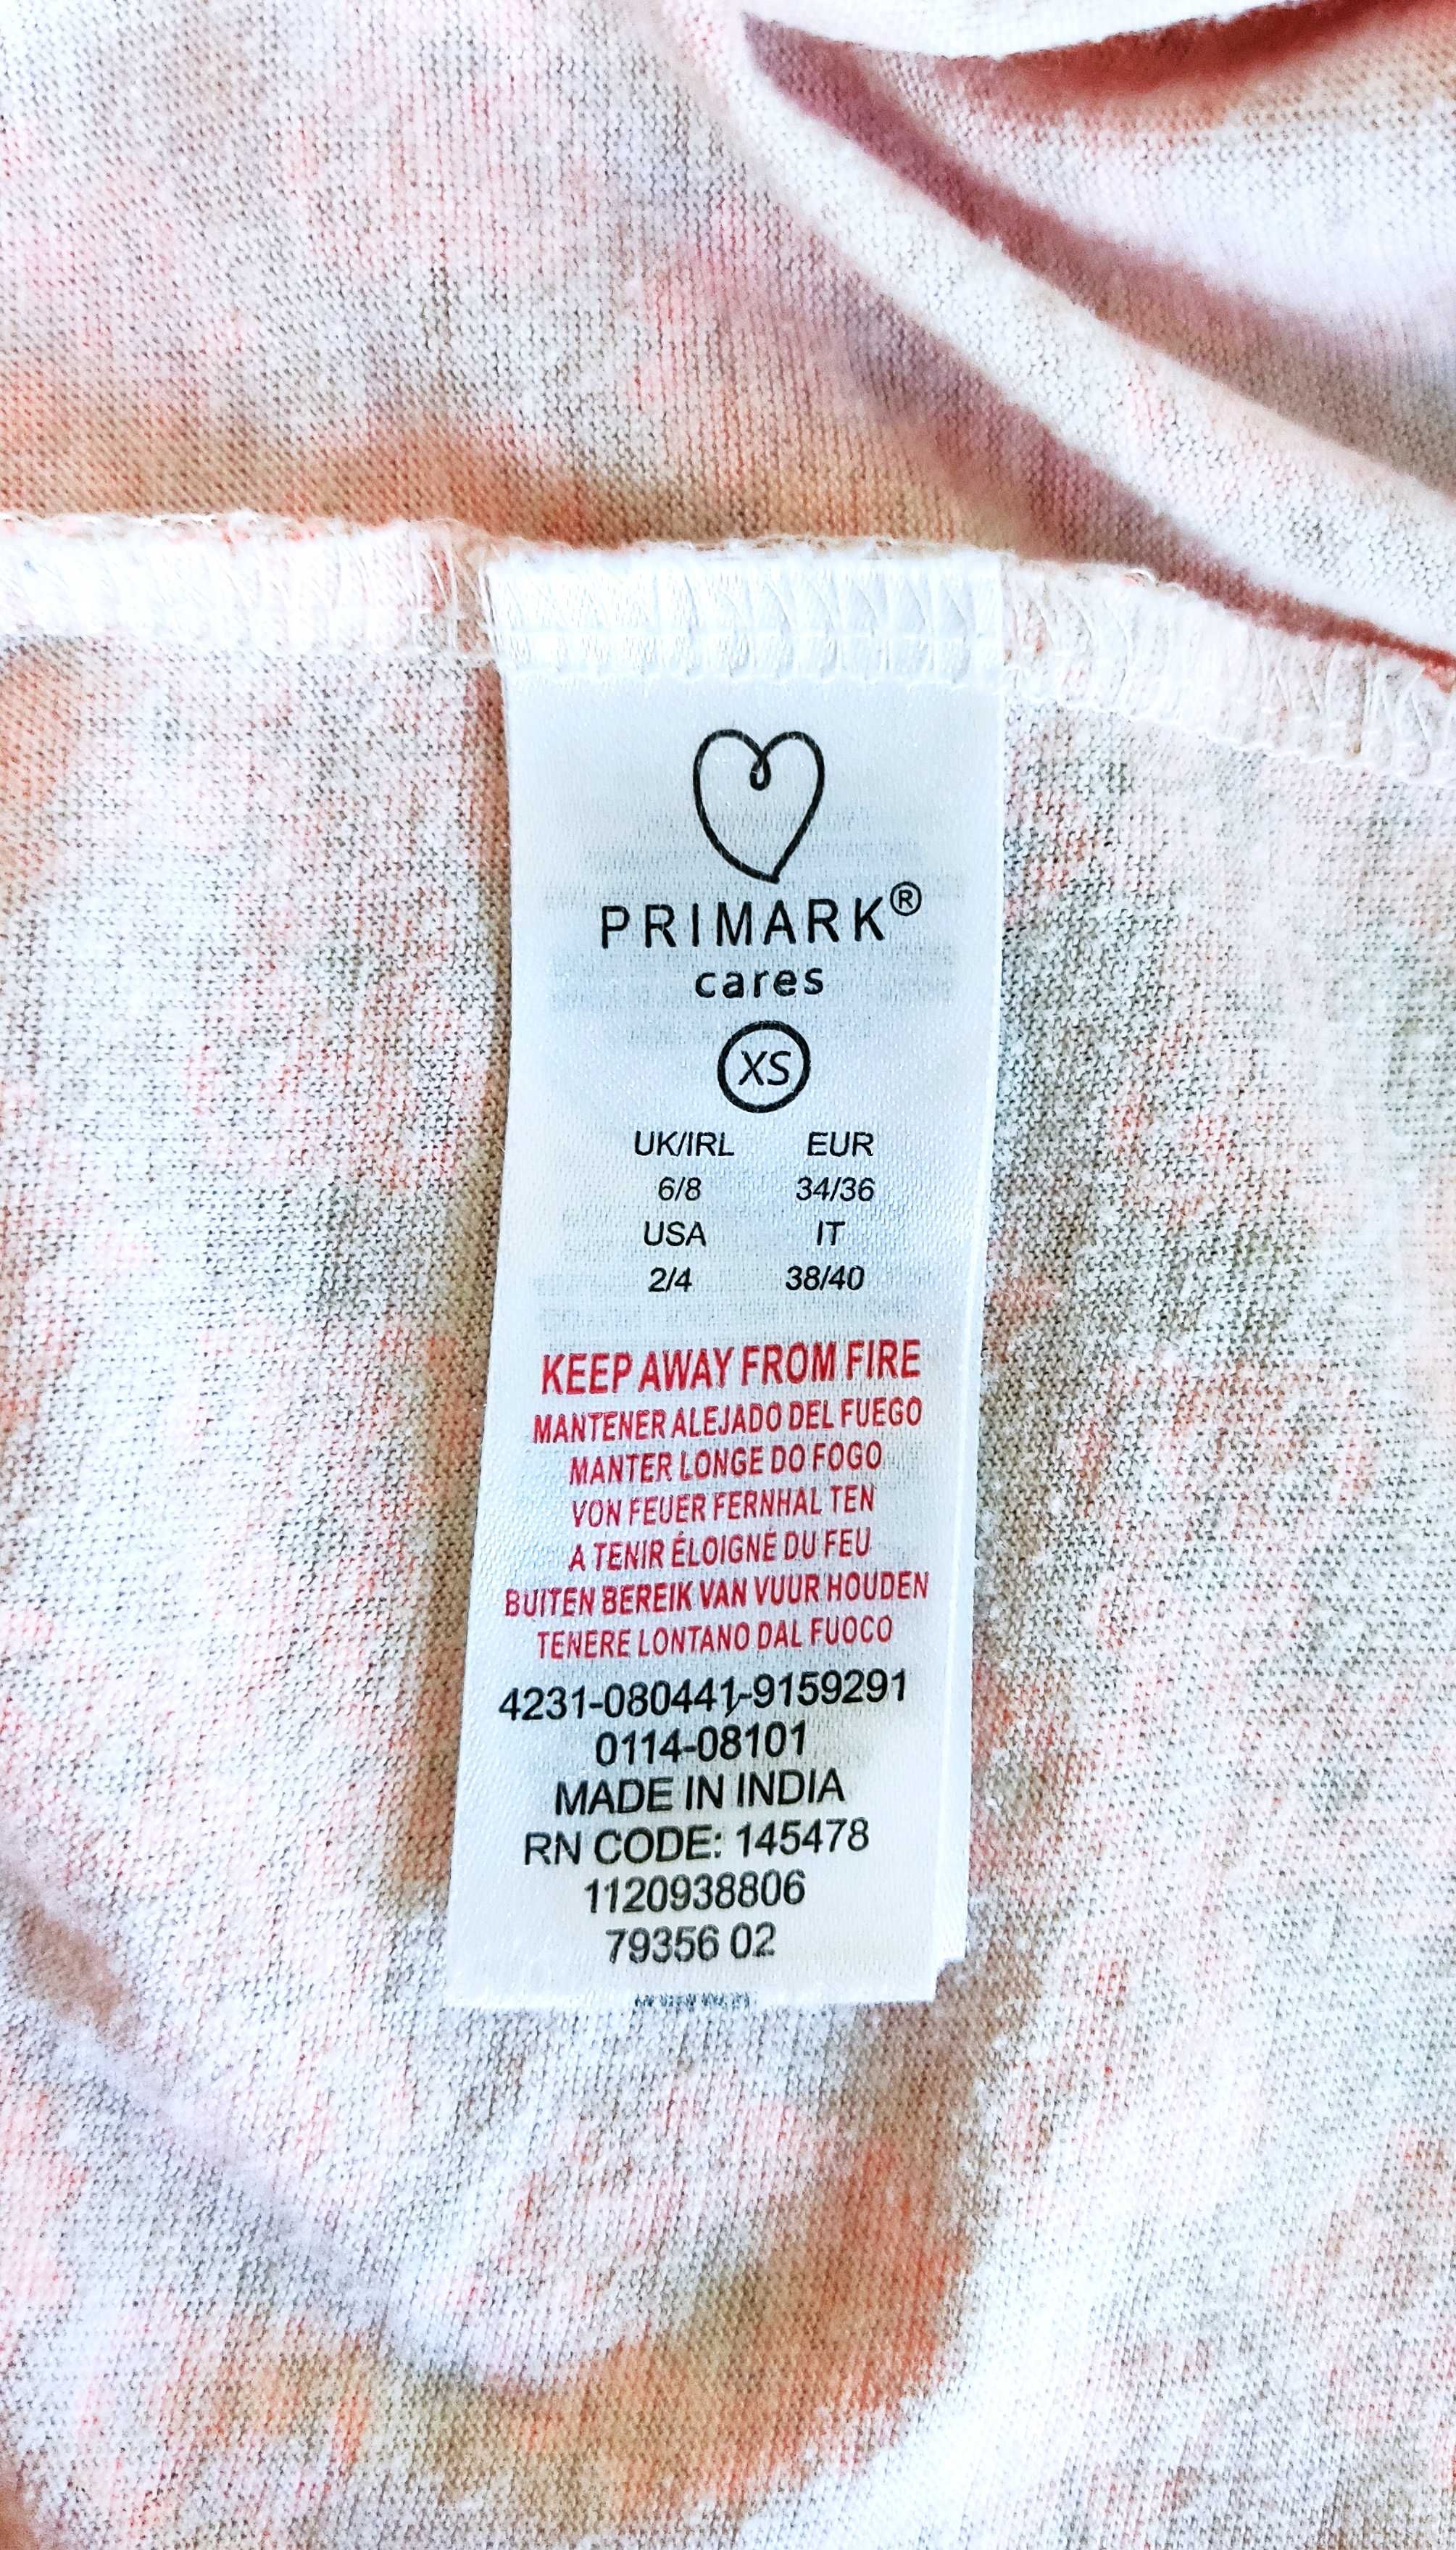 PRIMARK®
cares
XS
UK/IRL EUR
6/8 34/36
USA IT
2/4 38/40
KEEP AWAY FROM FIRE
MANTENER ALEJADO DEL FUEGO
MANTER LONGE DO FOGO
VON FEUER FERNHAL TEN
A TENIR ÉLOIGNÉ DU FEU
BUITEN BEREIK VAN VUUR HOUDEN
TENERE LONTANO DAL FUOCO
4231-080441-9159291
0114-08101
MADE IN INDIA
RN CODE: 145478
1120938806
79356 02